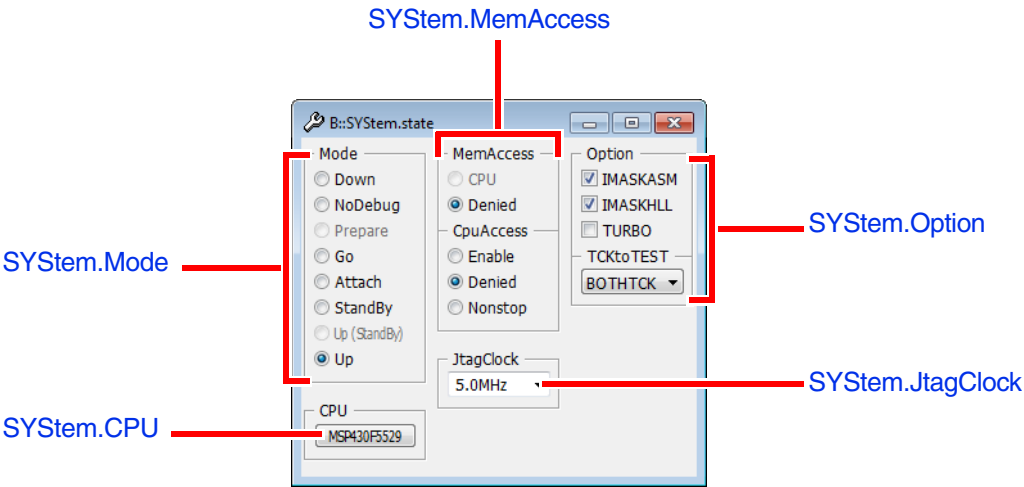 SYStem.MemAccess
B::SYStem.state
Mode
Down
NoDebug
Prepare
Go
Attach
StandBy
Up (StandBy)
Up
MemAccess
CPU
Denied
CpuAccess
Enable
Denied
Nonstop
Option
IMASKASM
IMASKHLL
TURBO
TCKtoTEST
BOTHTCK
JtagClock
5.0MHz
CPU
MSP430F5529
SYStem.Mode
SYStem.CPU
SYStem.Option
SYStem.JtagClock